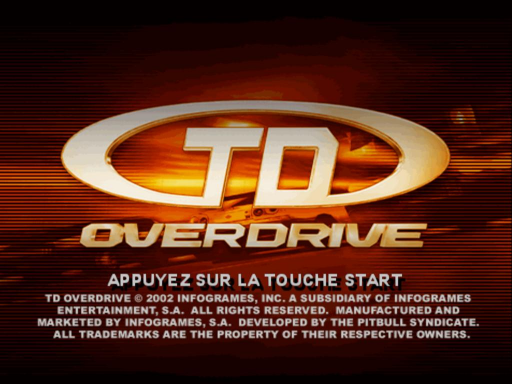 TD
OVERDRIVE
APPUYEZ SUR LA TOUCHE START
TD OVERDRIVE © 2002 INFOGRAMES, INC. A SUBSIDIARY OF INFOGRAMES
ENTERTAINMENT, S.A. ALL RIGHTS RESERVED. MANUFACTURED AND
MARKETED BY INFOGRAMES, S.A. DEVELOPED BY THE PITBULL SYNDICATE.
ALL TRADEMARKS ARE THE PROPERTY OF THEIR RESPECTIVE OWNERS.